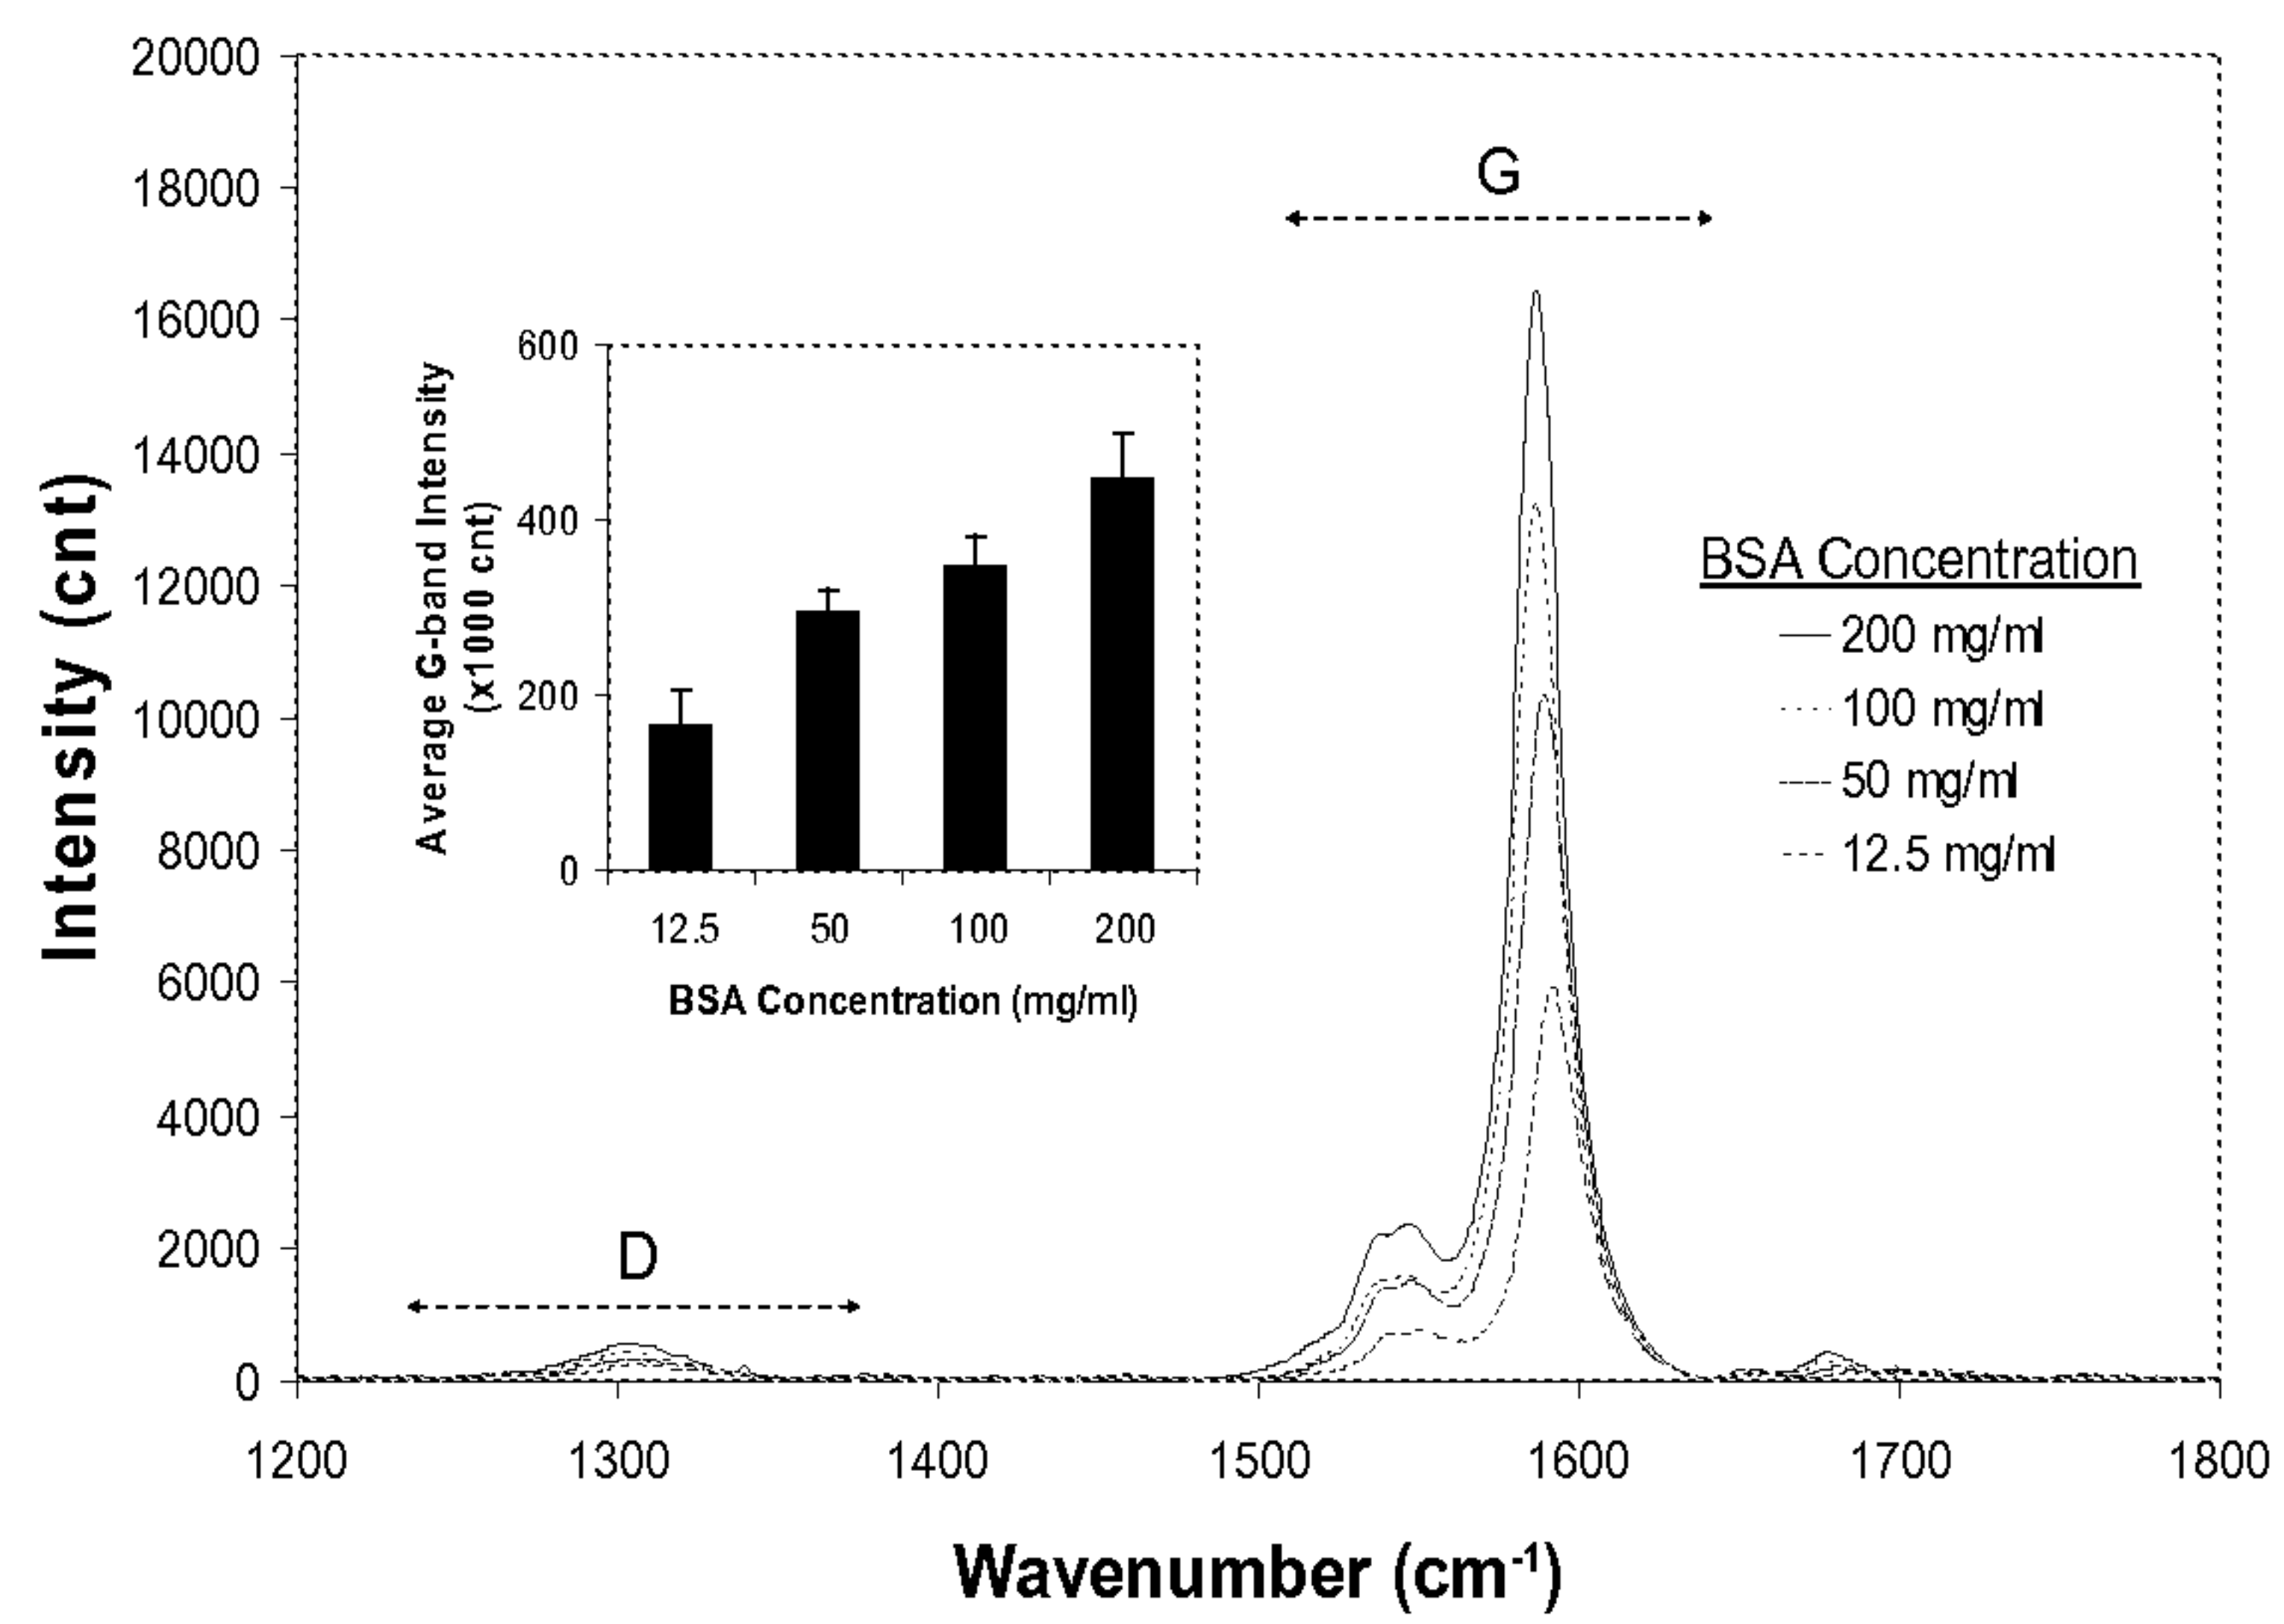 20000
18000
16000
14000
12000
10000
8000
6000
4000
2000
0
Intensity (cnt)
1200 1300 1400 1500 1600 1700 1800
Wavenumber (cm-1)
D
G
600
400
200
0
Average G-band Intensity
(x1000 cnt)
12.5 50 100 200
BSA Concentration (mg/ml)
BSA Concentration
200 mg/ml
100 mg/ml
50 mg/ml
12.5 mg/ml